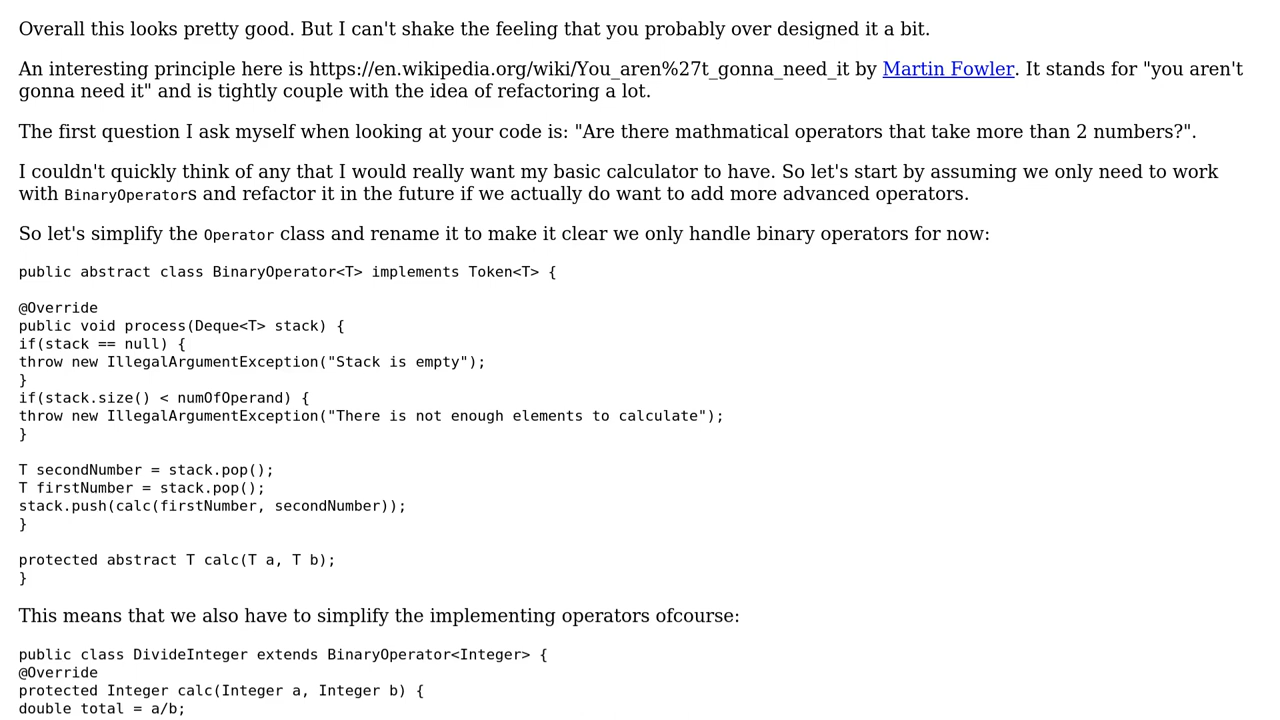 Overall this looks pretty good. But I can't shake the feeling that you probably over designed it a bit.
An interesting principle here is https://en.wikipedia.org/wiki/You_aren%27t_gonna_need_it by Martin Fowler. It stands for "you aren't
gonna need it" and is tightly couple with the idea of refactoring a lot.
The first question I ask myself when looking at your code is: "Are there mathmatical operators that take more than 2 numbers?".
I couldn't quickly think of any that I would really want my basic calculator to have. So let's start by assuming we only need to work
with BinaryOperators and refactor it in the future if we actually do want to add more advanced operators.
So let's simplify the Operator class and rename it to make it clear we only handle binary operators for now:
public abstract class BinaryOperator<T> implements Token<T> {
@Override
public void process(Deque<T> stack) {
if(stack == null) {
throw new IllegalArgumentException("Stack is empty");
}
if(stack.size() < numOfOperand) {
throw new IllegalArgumentException("There is not enough elements to calculate");
}
T secondNumber = stack.pop();
T firstNumber = stack.pop();
stack.push(calc(firstNumber, secondNumber));
}
protected abstract T calc(T a, T b);
}
This means that we also have to simplify the implementing operators ofcourse:
public class DivideInteger extends BinaryOperator<Integer> {
@Override
protected Integer calc(Integer a, Integer b) {
double total = a/b;